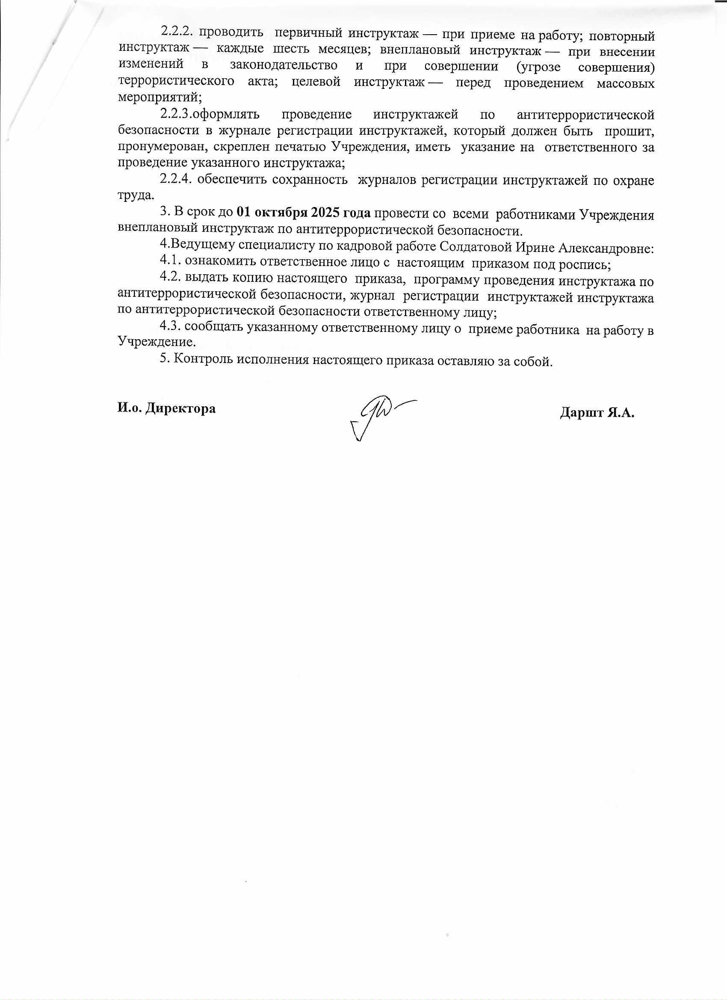 2.2.2. проводить первичный инструктаж — при приеме на работу; повторный
инструктаж — каждые шесть месяцев; внеплановый инструктаж — при внесении
изменений в законодательство и при совершении (угрозе совершения)
террористического акта; целевой инструктаж — перед проведением массовых
мероприятий;
2.2.3.оформлять проведение инструктажей по антитеррористической
безопасности в журнале регистрации инструктажей, который должен быть прошит,
пронумерован, скреплен печатью Учреждения, иметь указание на ответственного за
проведение указанного инструктажа;
2.2.4. обеспечить сохранность журналов регистрации инструктажей по охране
труда.
3. В срок до 01 октября 2025 года провести со всеми работниками Учреждения
внеплановый инструктаж по антитеррористической безопасности.
4.Ведущему специалисту по кадровой работе Солдатовой Ирине Александровне:
4.1. ознакомить ответственное лицо с настоящим приказом под роспись;
4.2. выдать копию настоящего приказа, программу проведения инструктажа по
антитеррористической безопасности, журнал регистрации инструктажей инструктажа
по антитеррористической безопасности ответственному лицу;
4.3. сообщать указанному ответственному лицу о приеме работника на работу в
Учреждение.
5. Контроль исполнения настоящего приказа оставляю за собой.
И.о. Директора Даршт Я.А.